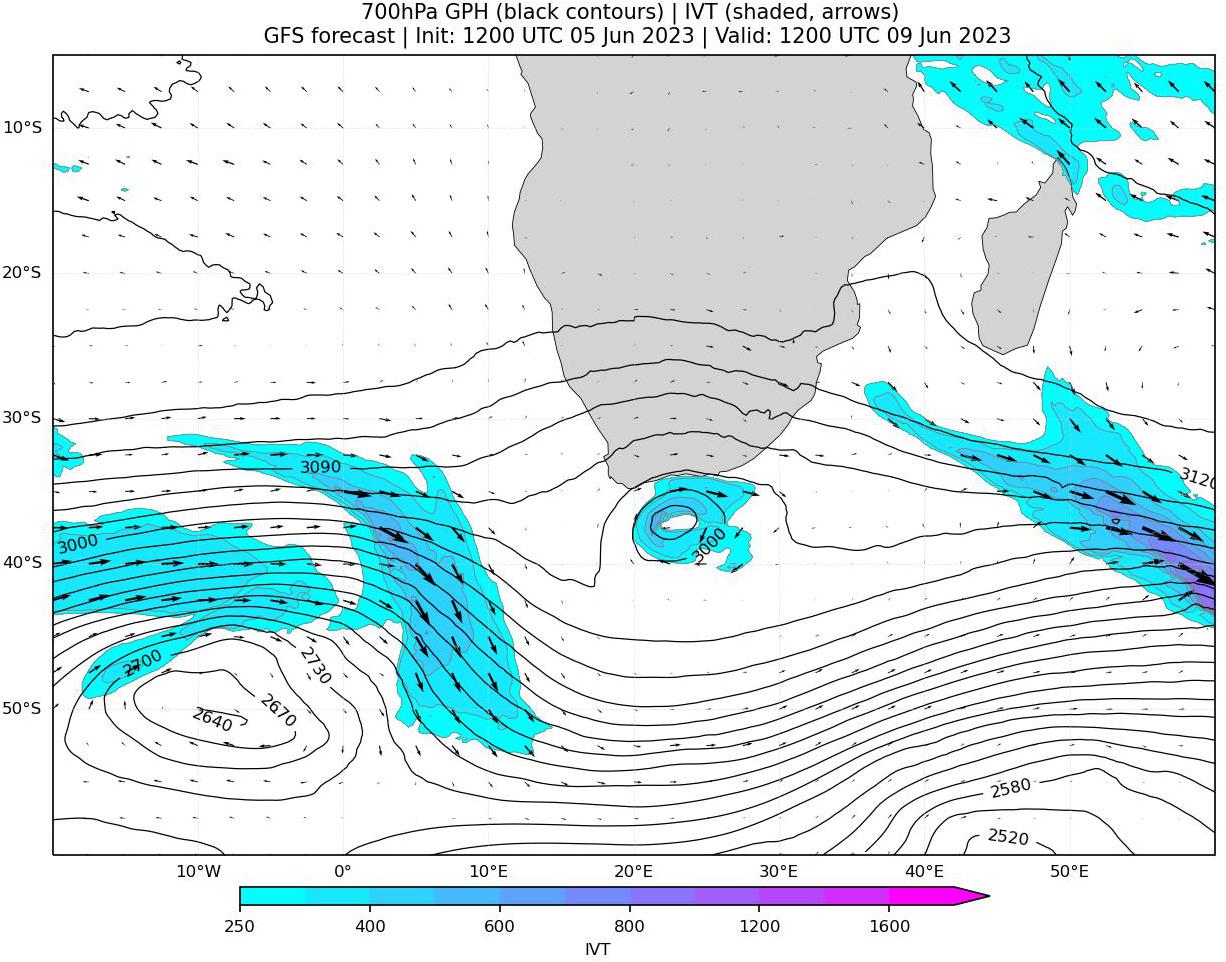 700hPa GPH (black contours) | IVT (shaded, arrows)
GFS forecast | Init: 1200 UTC 05 Jun 2023 | Valid: 1200 UTC 09 Jun 2023
10°S
20°S
30°S
3090
3120
3000
3000
40°S
2700
2730
2670
2640
50°S
2580
2520
10°W
0°
10°E
20°E
30°E
40°E
50°E
250
400
600
800
1200
1600
IVT